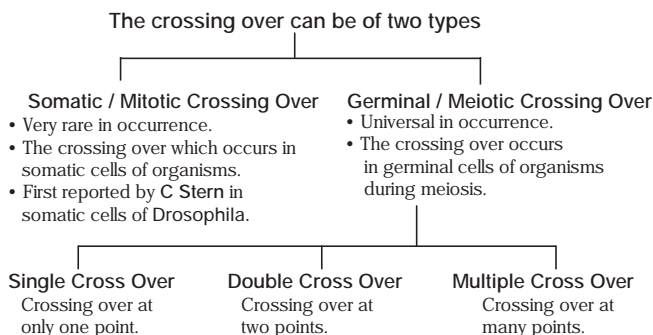 The crossing over can be of two types
Somatic / Mitotic Crossing Over
• Very rare in occurrence.
• The crossing over which occurs in
somatic cells of organisms.
• First reported by C Stern in
somatic cells of Drosophila.
Germinal / Meiotic Crossing Over
• Universal in occurrence.
• The crossing over occurs
in germinal cells of organisms
during meiosis.
Single Cross Over
Crossing over at
only one point.
Double Cross Over
Crossing over at
two points.
Multiple Cross Over
Crossing over at
many points.